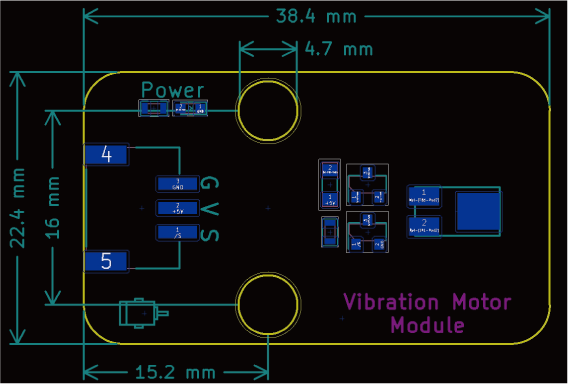 38.4 mm
4.7 mm
Power
22.4 mm
16 mm
4
3
GND
G
2
+5V
V
1
/S
S
5
1
2
15.2 mm
Vibration Motor
Module